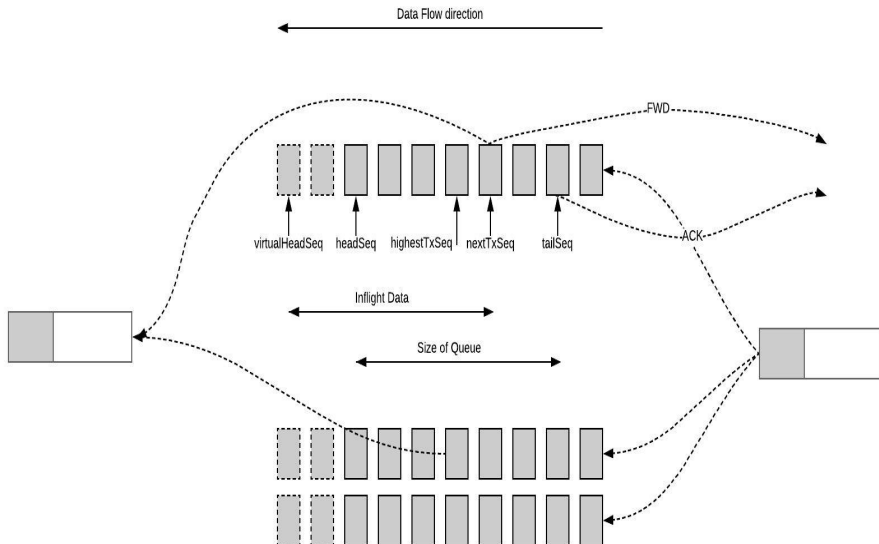 Data Flow direction
FWD
virtualHeadSeq headSeq highestTxSeq nextTxSeq tailSeq
ACK
Inflight Data
Size of Queue